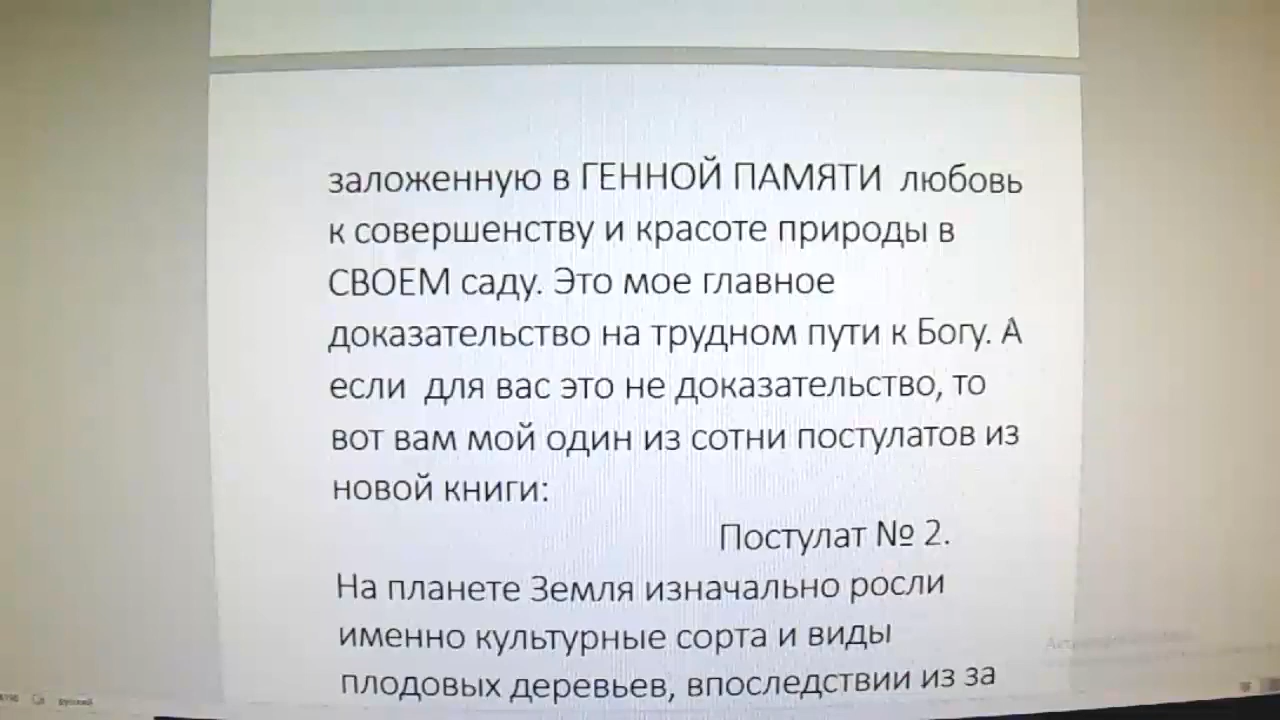 заложенную в ГЕННОЙ ПАМЯТИ любовь
к совершенству и красоте природы в
СВОЕМ саду. Это мое главное
доказательство на трудном пути к Богу. А
если для вас это не доказательство, то
вот вам мой один из сотни постулатов из
новой книги:
Постулат № 2.
На планете Земля изначально росли
именно культурные сорта и виды
плодовых деревьев, впоследствии из за
русский